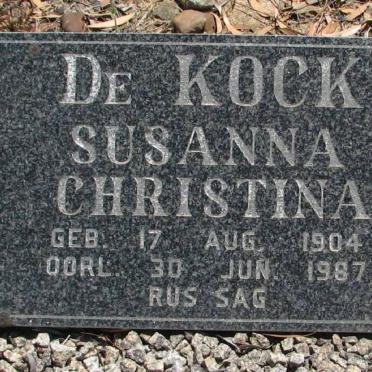 De KOCK
SUSANNA
CHRISTINA
GEB. 17 AUG. 1904
OORL. 30 JUN. 1987
RUS SAG